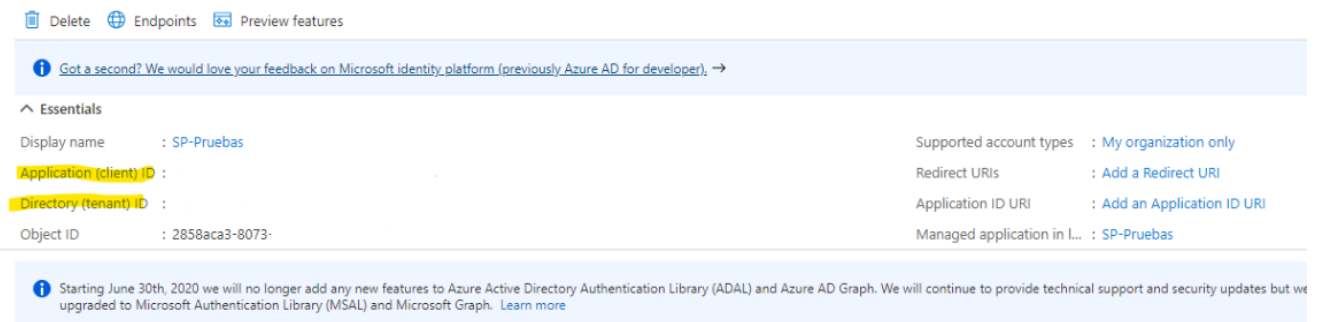 Delete Endpoints Preview features
Got a second? We would love your feedback on Microsoft identity platform (previously Azure AD for developer). →
Essentials
Display name : SP-Pruebas
Supported account types : My organization only
Application (client) ID :
Redirect URIs : Add a Redirect URI
Directory (tenant) ID :
Application ID URI : Add an Application ID URI
Object ID : 2858aca3-8073-
Managed application in l... : SP-Pruebas
Starting June 30th, 2020 we will no longer add any new features to Azure Active Directory Authentication Library (ADAL) and Azure AD Graph. We will continue to provide technical support and security updates but we
upgraded to Microsoft Authentication Library (MSAL) and Microsoft Graph. Learn more